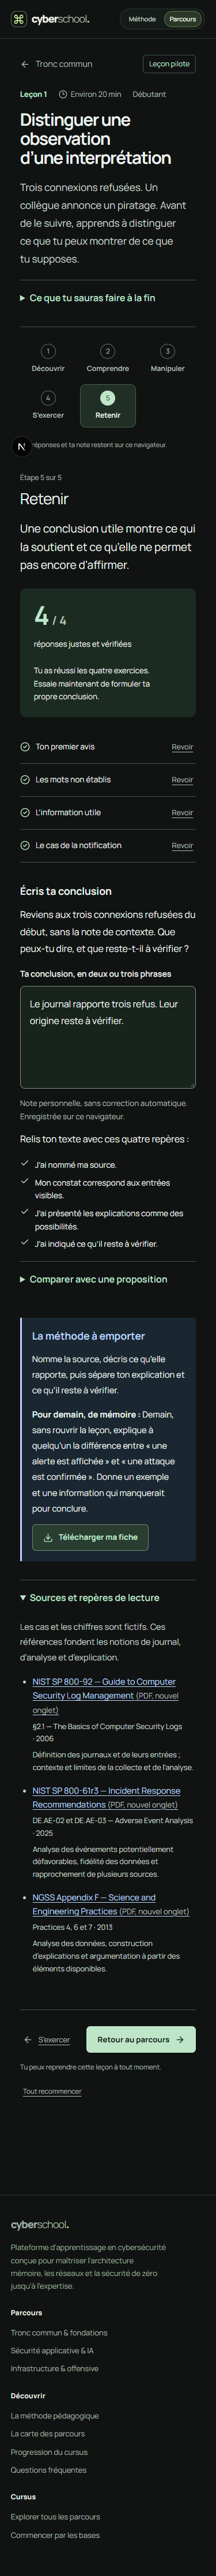 cyberschool.
Méthode
Parcours
Tronc commun
Leçon pilote
Leçon 1
Environ 20 min
Débutant
Distinguer une
observation
d'une interprétation
Trois connexions refusées. Un
collègue annonce un piratage. Avant
de le suivre, apprends à distinguer
ce que tu peux montrer de ce que
tu supposes.
Ce que tu sauras faire à la fin
1
2
3
Découvrir
Comprendre
Manipuler
4
5
S'exercer
Retenir
réponses et ta note restent sur ce navigateur.
Étape 5 sur 5
Retenir
Une conclusion utile montre ce qui
la soutient et ce qu'elle ne permet
pas encore d'affirmer.
4 / 4
réponses justes et vérifiées
Tu as réussi les quatre exercices.
Essaie maintenant de formuler ta
propre conclusion.
Ton premier avis
Revoir
Les mots non établis
Revoir
L'information utile
Revoir
Le cas de la notification
Revoir
Écris ta conclusion
Reviens aux trois connexions refusées du
début, sans la note de contexte. Que
peux-tu dire, et que reste-t-il à vérifier ?
Ta conclusion, en deux ou trois phrases
Le journal rapporte trois refus. Leur
origine reste à vérifier.
Note personnelle, sans correction automatique.
Enregistrée sur ce navigateur.
Relis ton texte avec ces quatre repères :
J'ai nommé ma source.
Mon constat correspond aux entrées
visibles.
J'ai présenté les explications comme des
possibilités.
J'ai indiqué ce qu'il reste à vérifier.
Comparer avec une proposition
La méthode à emporter
Nomme la source, décris ce qu'elle
rapporte, puis sépare ton explication et
ce qu'il reste à vérifier.
Pour demain, de mémoire : Demain,
sans rouvrir la leçon, explique à
quelqu'un la différence entre « une
alerte est affichée » et « une attaque
est confirmée ». Donne un exemple
et une information qui manquerait
pour conclure.
Télécharger ma fiche
Sources et repères de lecture
Les cas et les chiffres sont fictifs. Ces
références fondent les notions de journal,
d'analyse et d'explication.
NIST SP 800-92 — Guide to Computer
Security Log Management (PDF, nouvel
onglet)
§2.1 — The Basics of Computer Security Logs
· 2006
Définition des journaux et de leurs entrées ;
contexte et limites de la collecte et de l'analyse.
NIST SP 800-61r3 — Incident Response
Recommendations (PDF, nouvel onglet)
DE.AE-02 et DE.AE-03 — Adverse Event Analysis
· 2025
Analyse des événements potentiellement
défavorables, fidélité des données et
rapprochement de plusieurs sources.
NGSS Appendix F — Science and
Engineering Practices (PDF, nouvel onglet)
Practices 4, 6 et 7 · 2013
Analyse des données, construction
d'explications et argumentation à partir des
éléments disponibles.
S'exercer
Retour au parcours
Tu peux reprendre cette leçon à tout moment.
Tout recommencer
cyberschool.
Plateforme d'apprentissage en cybersécurité
conçue pour maîtriser l'architecture
mémoire, les réseaux et la sécurité de zéro
jusqu'à l'expertise.
Parcours
Tronc commun & fondations
Sécurité applicative & IA
Infrastructure & offensive
Découvrir
La méthode pédagogique
La carte des parcours
Progression du cursus
Questions fréquentes
Cursus
Explorer tous les parcours
Commencer par les bases